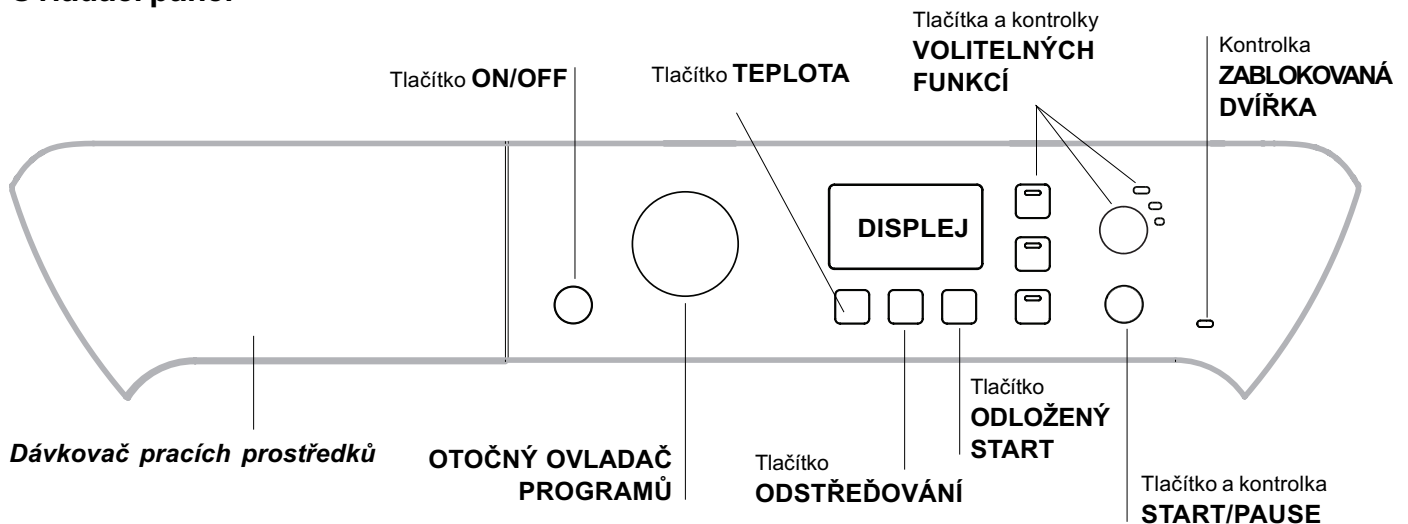 Tlačítka a kontrolky
VOLITELNÝCH
FUNKCÍ
Kontrolka
ZABLOKOVANÁ
DVÍŘKA
Tlačítko ON/OFF
Tlačítko TEPLOTA
DISPLEJ
Tlačítko
ODLOŽENÝ
START
Dávkovač pracích prostředků
OTOČNÝ OVLADAČ
PROGRAMŮ
Tlačítko
ODSTŘEĎOVÁNÍ
Tlačítko a kontrolka
START/PAUSE